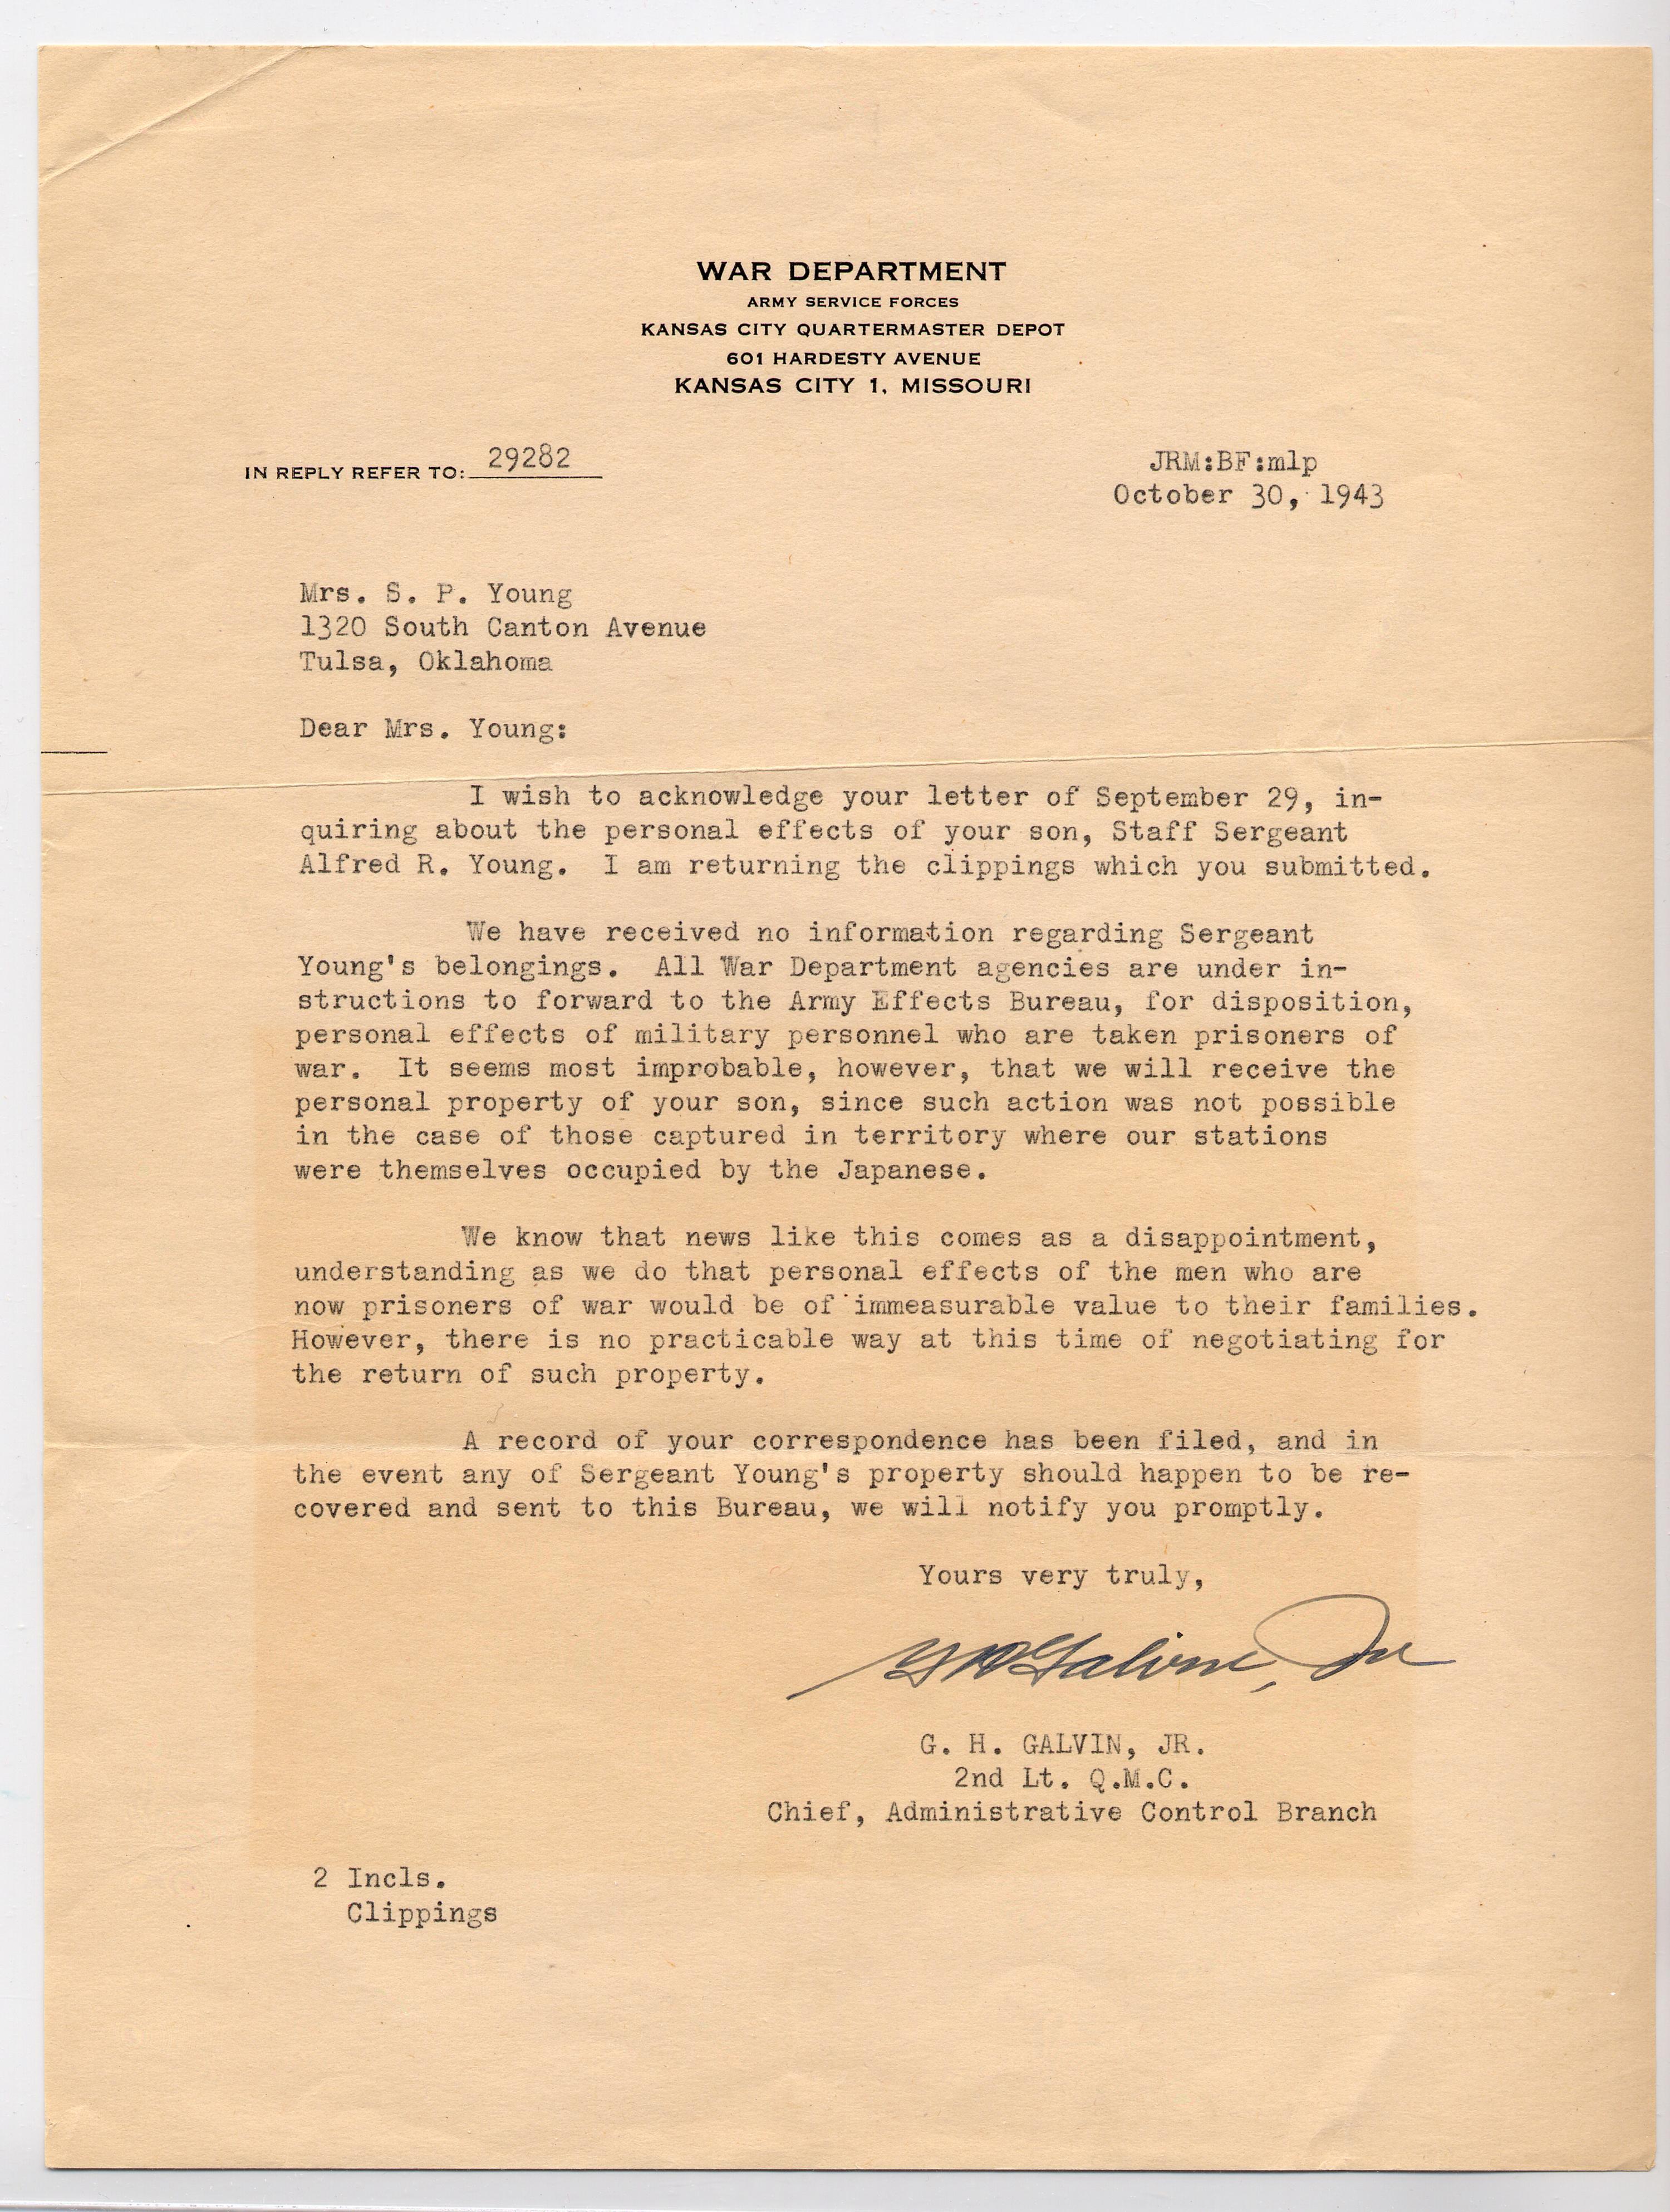 WAR DEPARTMENT
ARMY SERVICE FORCES
KANSAS CITY QUARTERMASTER DEPOT
601 HARDESTY AVENUE
KANSAS CITY 1, MISSOURI
IN REPLY REFER TO: 29282
JRM:BF:mlp
October 30, 1943
Mrs. S. P. Young
1320 South Canton Avenue
Tulsa, Oklahoma
Dear Mrs. Young:
I wish to acknowledge your letter of September 29, in-
quiring about the personal effects of your son, Staff Sergeant
Alfred R. Young. I am returning the clippings which you submitted.
We have received no information regarding Sergeant
Young's belongings. All War Department agencies are under in-
structions to forward to the Army Effects Bureau, for disposition,
personal effects of military personnel who are taken prisoners of
war. It seems most improbable, however, that we will receive the
personal property of your son, since such action was not possible
in the case of those captured in territory where our stations
were themselves occupied by the Japanese.
We know that news like this comes as a disappointment,
understanding as we do that personal effects of the men who are
now prisoners of war would be of immeasurable value to their families.
However, there is no practicable way at this time of negotiating for
the return of such property.
A record of your correspondence has been filed, and in
the event any of Sergeant Young's property should happen to be re-
covered and sent to this Bureau, we will notify you promptly.
Yours very truly,
G H Galvin, Jr
G. H. GALVIN, JR.
2nd Lt. Q.M.C.
Chief, Administrative Control Branch
2 Incls.
Clippings